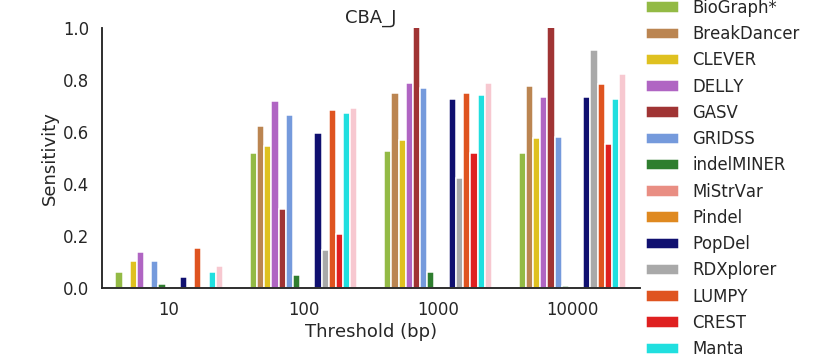 CBA_J
Sensitivity
1.0
0.8
0.6
0.4
0.2
0.0
10
100
1000
10000
Threshold (bp)
BioGraph*
BreakDancer
CLEVER
DELLY
GASV
GRIDSS
indelMINER
MiStrVar
Pindel
PopDel
RDXplorer
LUMPY
CREST
Manta